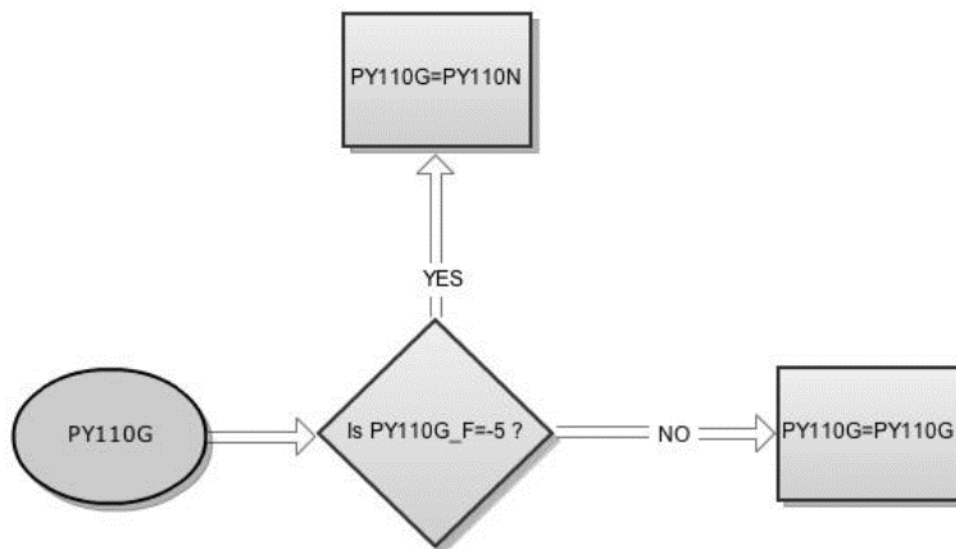 PY110G=PY110N
YES
PY110G
Is PY110G_F=-5 ?
NO
PY110G=PY110G